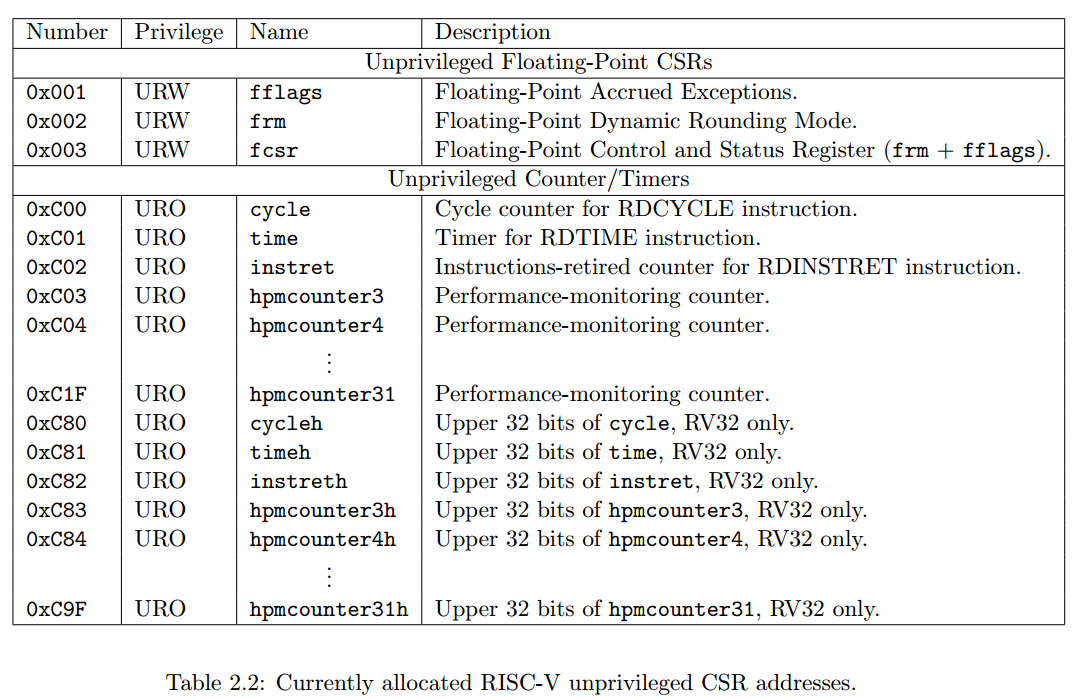 Number Privilege Name Description
Unprivileged Floating-Point CSRs
0x001 URW fflags Floating-Point Accrued Exceptions.
0x002 URW frm Floating-Point Dynamic Rounding Mode.
0x003 URW fcsr Floating-Point Control and Status Register (frm + fflags).
Unprivileged Counter/Timers
0xC00 URO cycle Cycle counter for RDCYCLE instruction.
0xC01 URO time Timer for RDTIME instruction.
0xC02 URO instret Instructions-retired counter for RDINSTRET instruction.
0xC03 URO hpmcounter3 Performance-monitoring counter.
0xC04 URO hpmcounter4 Performance-monitoring counter.
⋮
0xC1F URO hpmcounter31 Performance-monitoring counter.
0xC80 URO cycleh Upper 32 bits of cycle, RV32 only.
0xC81 URO timeh Upper 32 bits of time, RV32 only.
0xC82 URO instreth Upper 32 bits of instret, RV32 only.
0xC83 URO hpmcounter3h Upper 32 bits of hpmcounter3, RV32 only.
0xC84 URO hpmcounter4h Upper 32 bits of hpmcounter4, RV32 only.
⋮
0xC9F URO hpmcounter31h Upper 32 bits of hpmcounter31, RV32 only.
Table 2.2: Currently allocated RISC-V unprivileged CSR addresses.